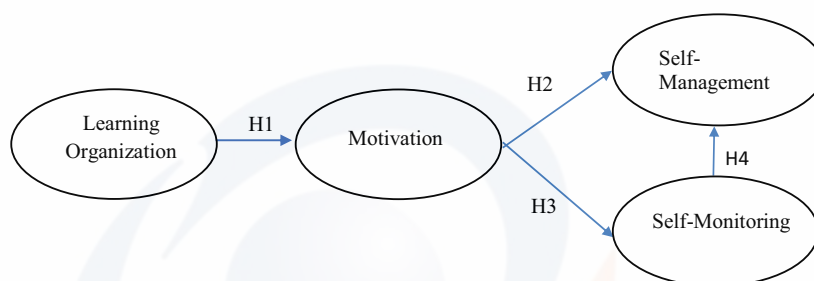 Learning
Organization
H1
Motivation
H2
H3
Self-
Management
H4
Self-Monitoring